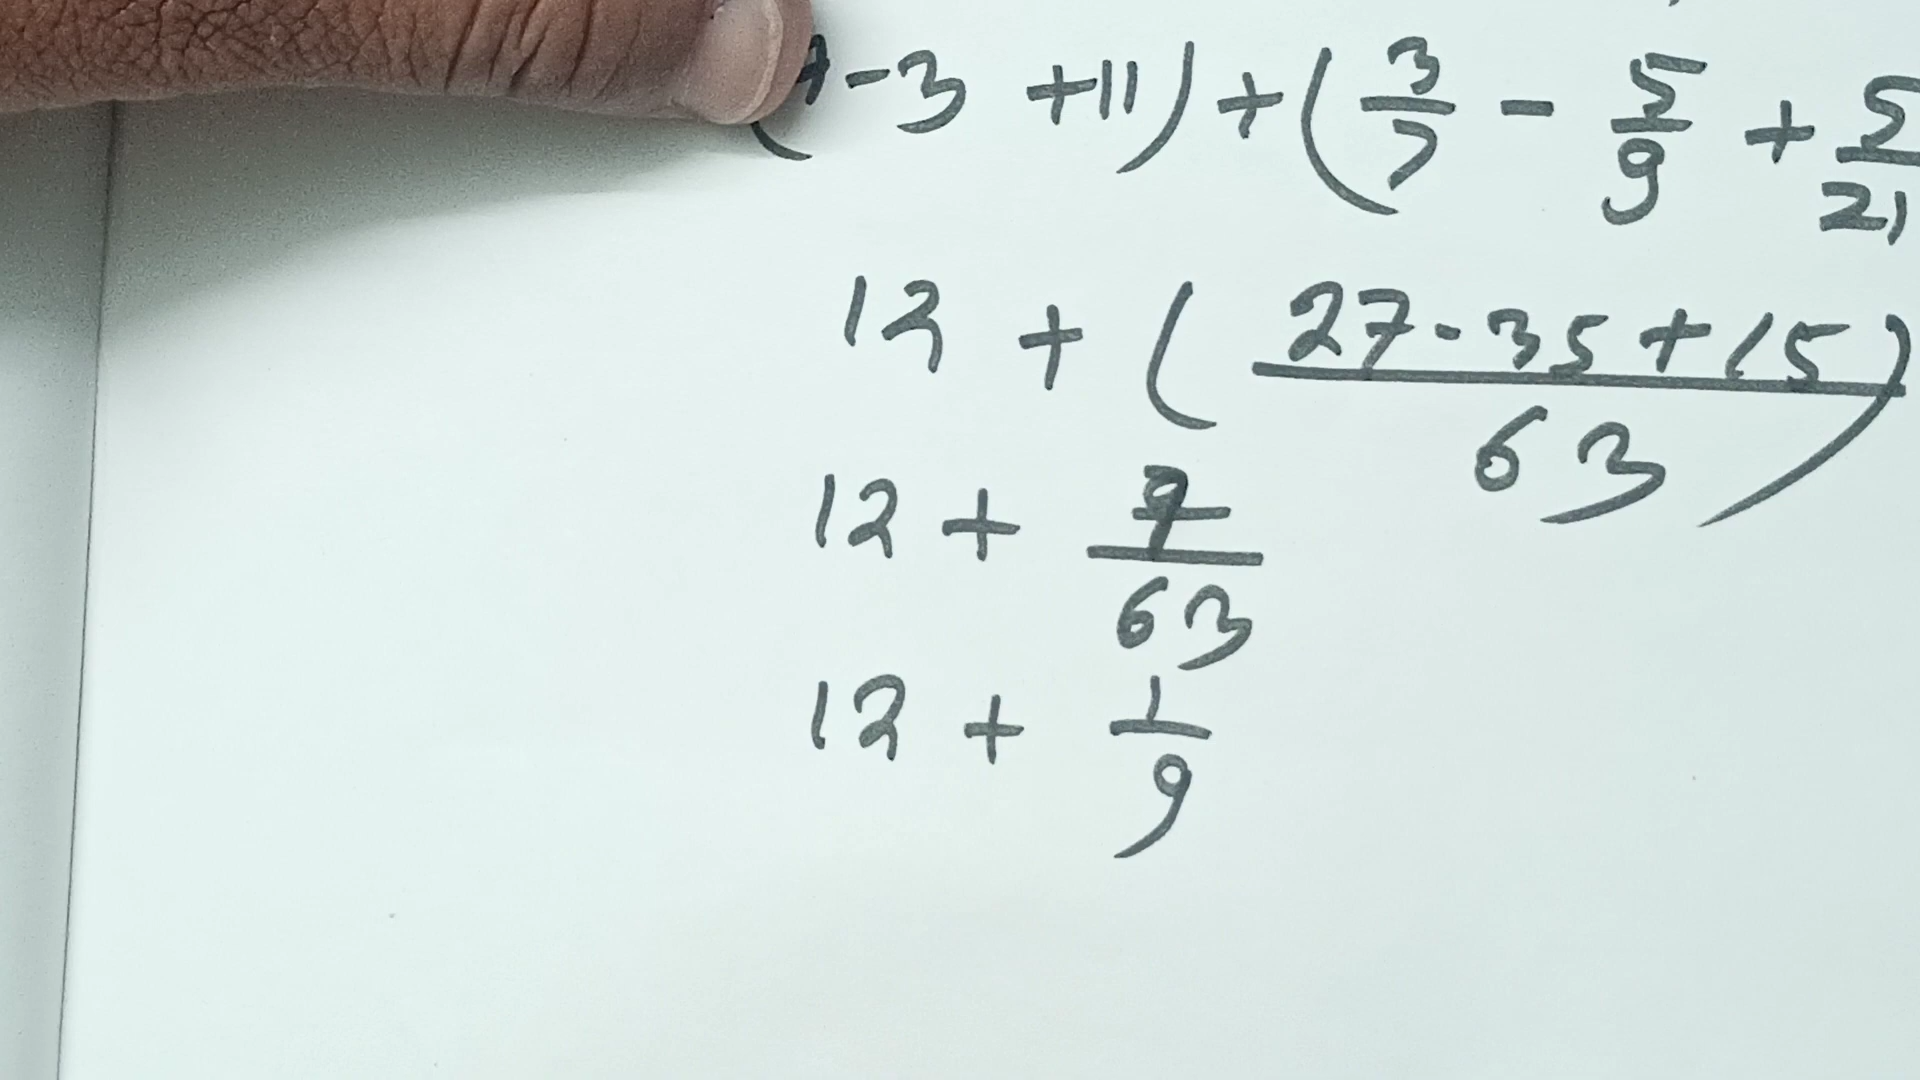 (4 - 3 + 11) + (3/7 - 5/9 + 5/21
12 + (27 - 35 + 15)/63
12 + 7/63
12 + 1/9